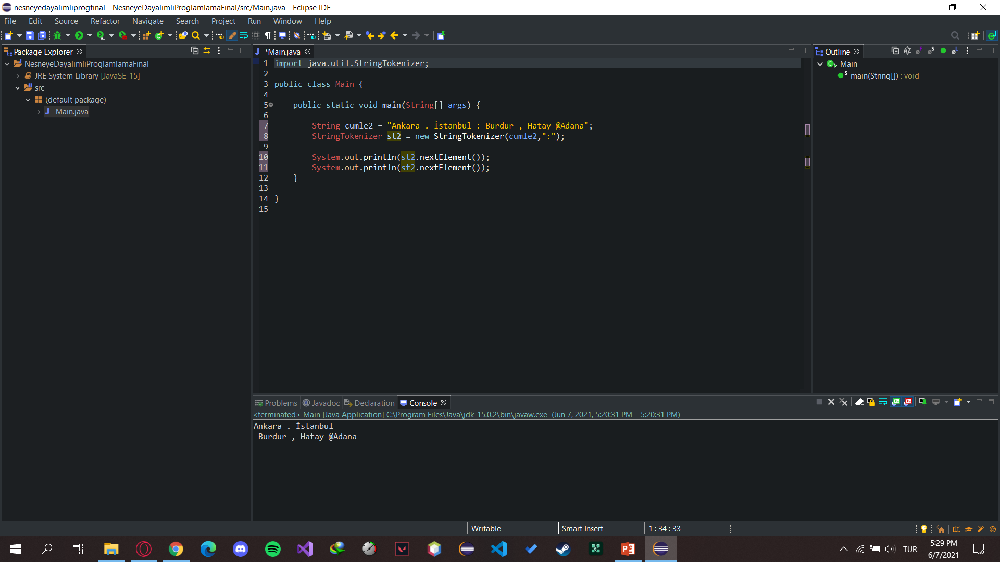 nesneyedayalimliprogfinal - NesneyeDayalimliProglamlamaFinal/src/Main.java - Eclipse IDE
File Edit Source Refactor Navigate Search Project Run Window Help
Package Explorer
NesneyeDayalimliProglamlamaFinal
JRE System Library [JavaSE-15]
src
(default package)
Main.java
*Main.java
1 import java.util.StringTokenizer;
2
3 public class Main {
4
5 public static void main(String[] args) {
6
7 String cumle2 = "Ankara . İstanbul : Burdur , Hatay @Adana";
8 StringTokenizer st2 = new StringTokenizer(cumle2,":");
9
10 System.out.println(st2.nextElement());
11 System.out.println(st2.nextElement());
12 }
13
14 }
15
Outline
Main
main(String[]) : void
Problems @ Javadoc Declaration Console
<terminated> Main [Java Application] C:\Program Files\Java\jdk-15.0.2\bin\javaw.exe (Jun 7, 2021, 5:20:31 PM – 5:20:31 PM)
Ankara . İstanbul
Burdur , Hatay @Adana
Writable Smart Insert 1 : 34 : 33
TUR
5:29 PM
6/7/2021